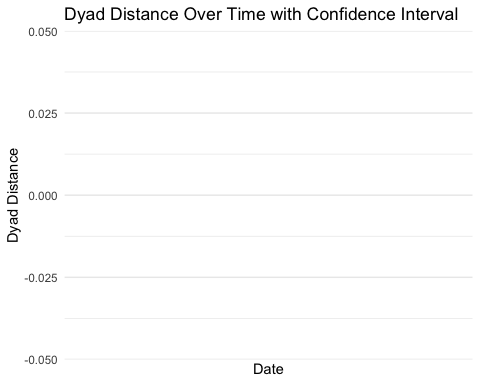 Dyad Distance Over Time with Confidence Interval
0.050
0.025
0.000
-0.025
-0.050
Dyad Distance
Date